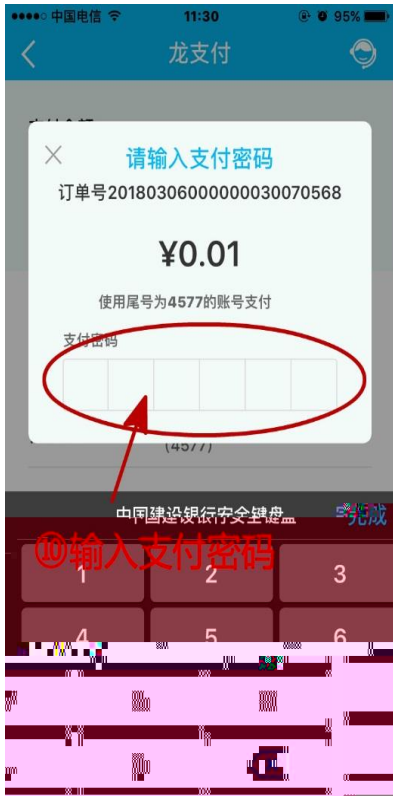 中国电信 11:30 95%
龙支付
请输入支付密码
订单号20180306000000030070568
¥0.01
使用尾号为4577的账号支付
支付密码
(4577)
中国建设银行安全键盘 完成
⑩输入支付密码
1 2 3
4 5 6